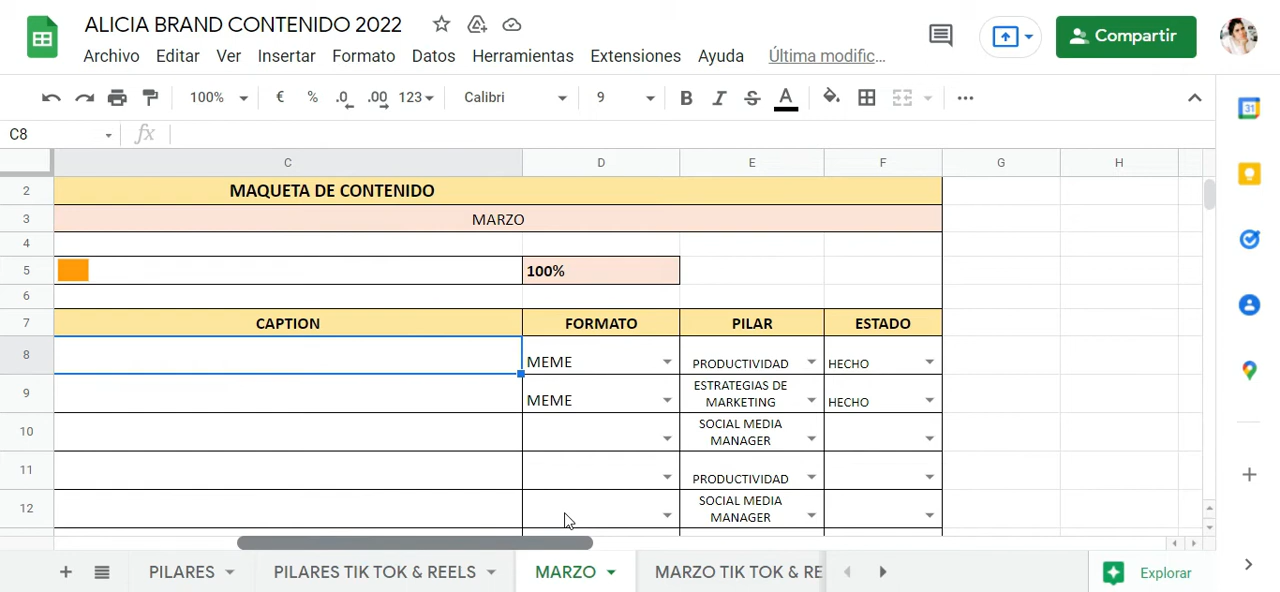 ALICIA BRAND CONTENIDO 2022
Compartir
Archivo Editar Ver Insertar Formato Datos Herramientas Extensiones Ayuda Última modific...
100% € % .0 .00 123 Calibri 9 B I S A
31
C8 fx
C D E F G H
2 MAQUETA DE CONTENIDO
3 MARZO
4
5 100%
6
7 CAPTION FORMATO PILAR ESTADO
8 MEME PRODUCTIVIDAD HECHO
9 MEME ESTRATEGIAS DE MARKETING HECHO
10 SOCIAL MEDIA MANAGER
11 PRODUCTIVIDAD
12 SOCIAL MEDIA MANAGER
PILARES PILARES TIK TOK & REELS MARZO MARZO TIK TOK & RE Explorar